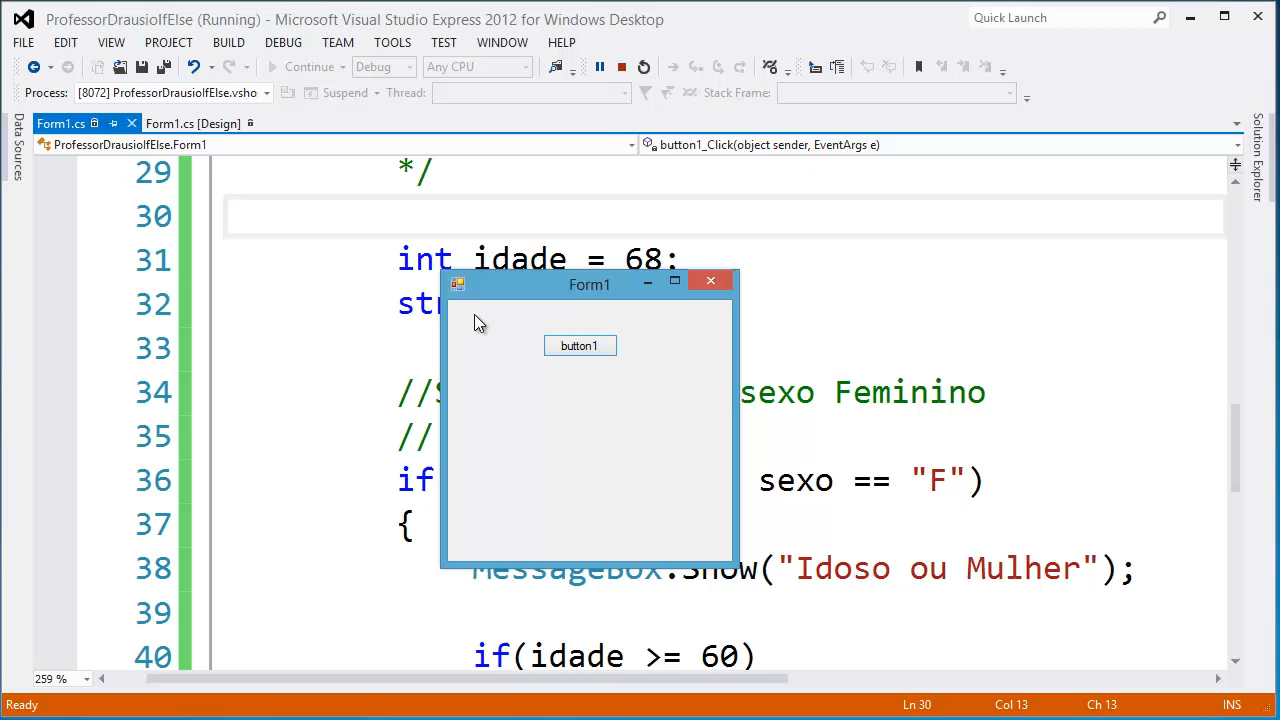 ProfessorDrausioIfElse (Running) - Microsoft Visual Studio Express 2012 for Windows Desktop
Quick Launch
FILE EDIT VIEW PROJECT BUILD DEBUG TEAM TOOLS TEST WINDOW HELP
Continue Debug Any CPU
Process: [8072] ProfessorDrausioIfElse.vsho Suspend Thread: Stack Frame:
Form1.cs Form1.cs [Design]
ProfessorDrausioIfElse.Form1 button1_Click(object sender, EventArgs e)
Data Sources
Solution Explorer
29 */
30
31 int idade = 68;
Form1
32 str
button1
33
34 //S sexo Feminino
35 //
36 if sexo == "F")
37 {
38 MessageBox.Show("Idoso ou Mulher");
39
40 if(idade >= 60)
259 %
Ready Ln 30 Col 13 Ch 13 INS